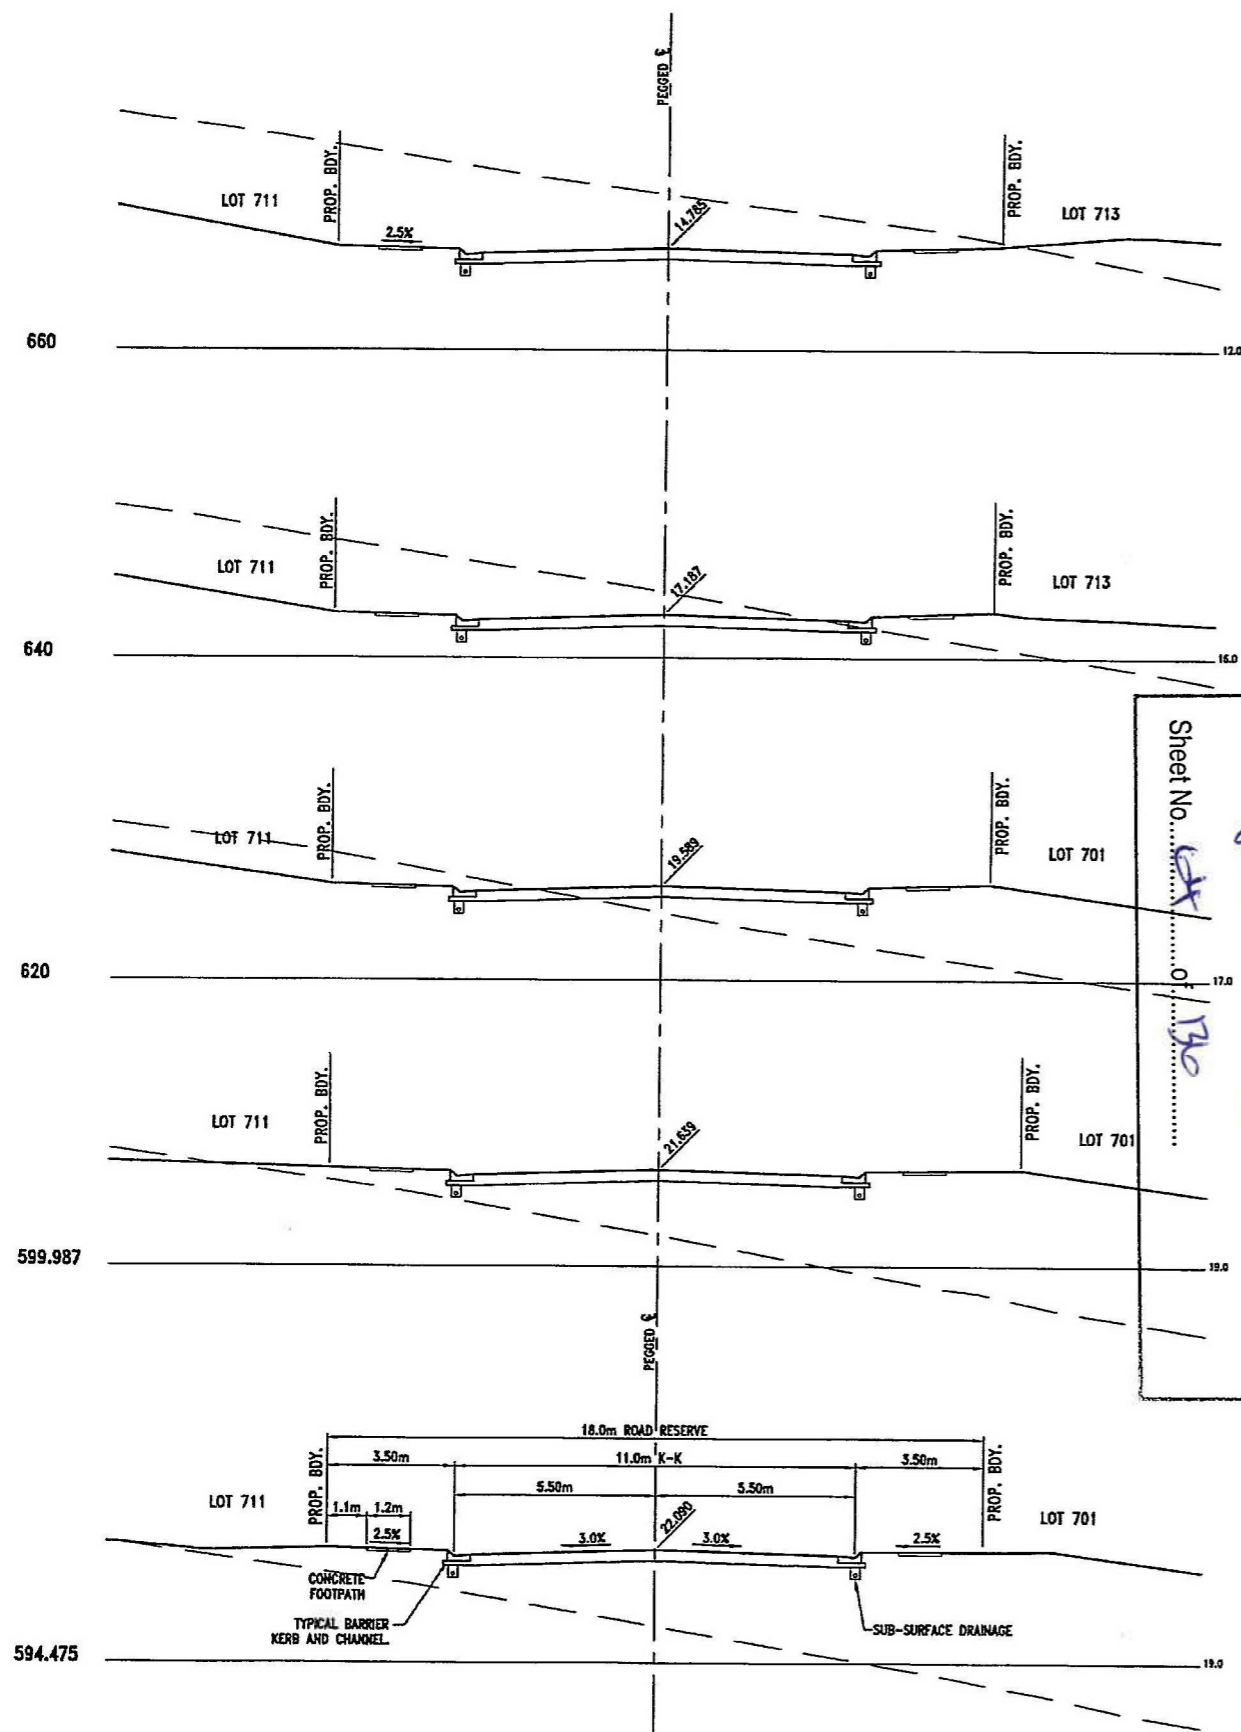 PEGGED ℄
LOT 711
PROP. BDY.
2.5%
14.785
PROP. BDY.
LOT 713
660
12.0
LOT 711
PROP. BDY.
17.187
PROP. BDY.
LOT 713
640
LOT 711
PROP. BDY.
19.589
PROP. BDY.
LOT 701
620
17.0
LOT 711
PROP. BDY.
21.639
PROP. BDY.
LOT 701
599.987
19.0
Sheet No. of 136
PEGGED ℄
18.0m ROAD RESERVE
3.50m
11.0m K-K
3.50m
5.50m
5.50m
LOT 711
PROP. BDY.
1.1m
1.2m
2.5%
3.0%
22.090
3.0%
2.5%
PROP. BDY.
LOT 701
CONCRETE
FOOTPATH
TYPICAL BARRIER
KERB AND CHANNEL
SUB-SURFACE DRAINAGE
594.475
19.0